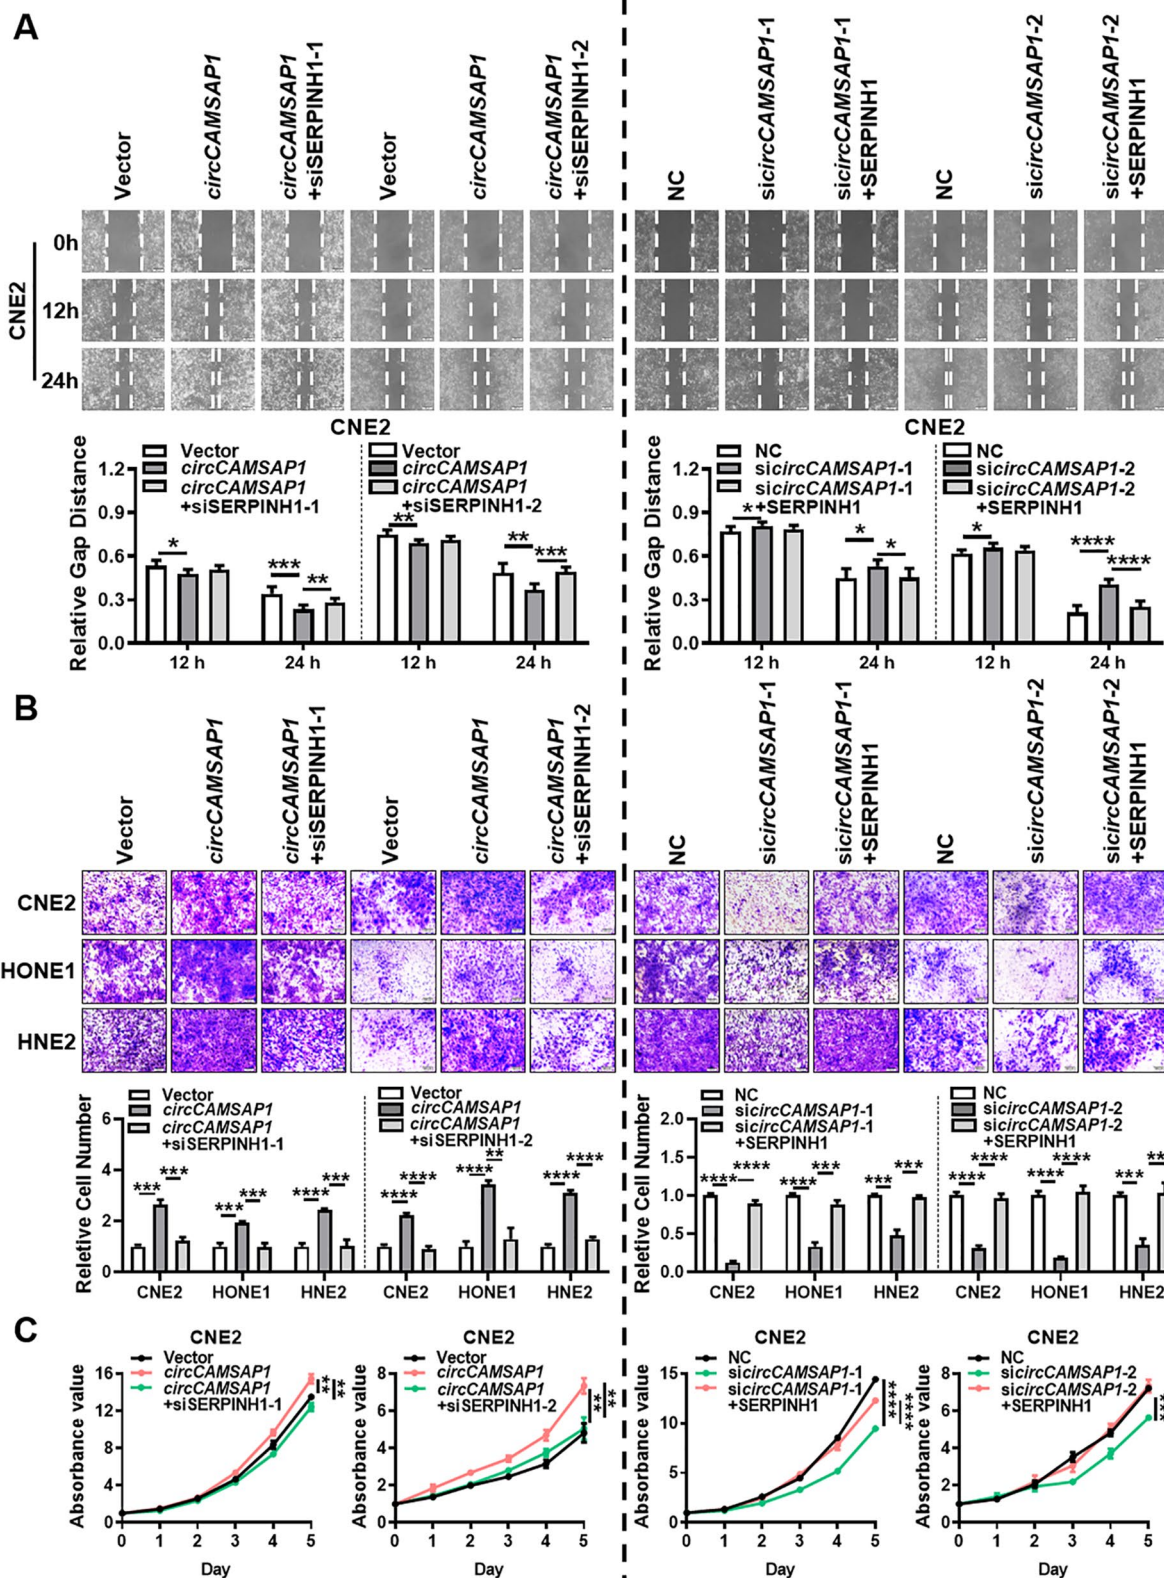 A
Vector
circCAMSAP1
circCAMSAP1
+siSERPINH1-1
Vector
circCAMSAP1
circCAMSAP1
+siSERPINH1-2
NC
sicircCAMSAP1-1
sicircCAMSAP1-1
+SERPINH1
NC
sicircCAMSAP1-2
sicircCAMSAP1-2
+SERPINH1
CNE2
0h
12h
24h
CNE2
Relative Gap Distance
Vector
circCAMSAP1
circCAMSAP1
+siSERPINH1-1
Vector
circCAMSAP1
circCAMSAP1
+siSERPINH1-2
1.2
0.9
0.6
0.3
0.0
*
***
**
**
**
***
12 h
24 h
12 h
24 h
CNE2
Relative Gap Distance
NC
sicircCAMSAP1-1
sicircCAMSAP1-1
+SERPINH1
NC
sicircCAMSAP1-2
sicircCAMSAP1-2
+SERPINH1
1.2
0.9
0.6
0.3
0.0
*
*
*
*
****
****
12 h
24 h
12 h
24 h
B
Vector
circCAMSAP1
circCAMSAP1
+siSERPINH1-1
Vector
circCAMSAP1
circCAMSAP1
+siSERPINH1-2
NC
sicircCAMSAP1-1
sicircCAMSAP1-1
+SERPINH1
NC
sicircCAMSAP1-2
sicircCAMSAP1-2
+SERPINH1
CNE2
HONE1
HNE2
Reletive Cell Number
Vector
circCAMSAP1
circCAMSAP1
+siSERPINH1-1
Vector
circCAMSAP1
circCAMSAP1
+siSERPINH1-2
6
4
2
0
***
***
***
***
****
***
****
****
****
**
****
****
CNE2
HONE1
HNE2
CNE2
HONE1
HNE2
Reletive Cell Number
NC
sicircCAMSAP1-1
sicircCAMSAP1-1
+SERPINH1
NC
sicircCAMSAP1-2
sicircCAMSAP1-2
+SERPINH1
2.0
1.5
1.0
0.5
0.0
****
****
****
***
***
***
****
****
****
****
***
CNE2
HONE1
HNE2
CNE2
HONE1
HNE2
C
CNE2
Absorbance value
Vector
circCAMSAP1
circCAMSAP1
+siSERPINH1-1
16
12
8
4
0
**
**
0 1 2 3 4 5
Day
CNE2
Absorbance value
Vector
circCAMSAP1
circCAMSAP1
+siSERPINH1-2
8
6
4
2
0
**
**
0 1 2 3 4 5
Day
CNE2
Absorbance value
NC
sicircCAMSAP1-1
sicircCAMSAP1-1
+SERPINH1
15
10
5
0
****
****
0 1 2 3 4 5
Day
CNE2
Absorbance value
NC
sicircCAMSAP1-2
sicircCAMSAP1-2
+SERPINH1
8
6
4
2
0
***
0 1 2 3 4 5
Day